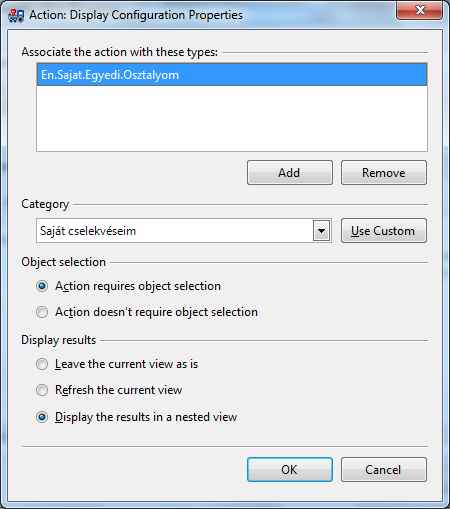 Action: Display Configuration Properties
Associate the action with these types:
En.Sajat.Egyedi.Osztalyom
Add
Remove
Category
Saját cselekvéseim
Use Custom
Object selection
Action requires object selection
Action doesn't require object selection
Display results
Leave the current view as is
Refresh the current view
Display the results in a nested view
OK
Cancel